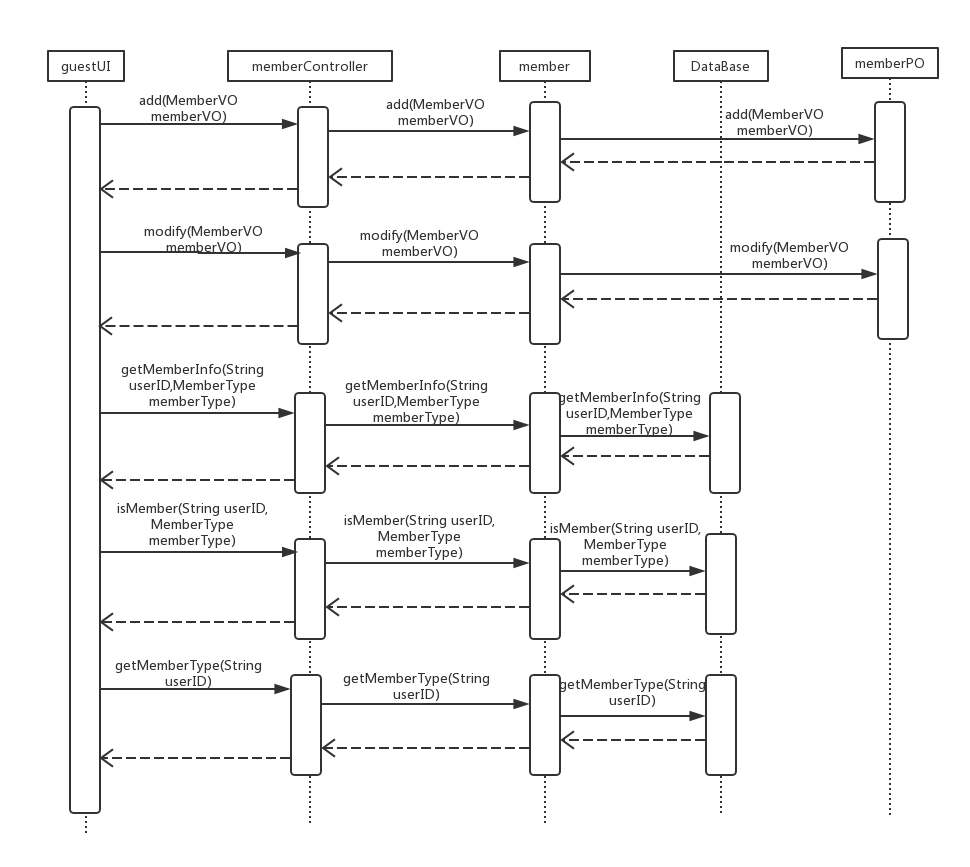 guestUI
memberController
member
DataBase
memberPO
add(MemberVO
memberVO)
add(MemberVO
memberVO)
add(MemberVO
memberVO)
modify(MemberVO
memberVO)
modify(MemberVO
memberVO)
modify(MemberVO
memberVO)
getMemberInfo(String
userID,MemberType
memberType)
getMemberInfo(String
userID,MemberType
memberType)
getMemberInfo(String
userID,MemberType
memberType)
isMember(String userID,
MemberType
memberType)
isMember(String userID,
MemberType
memberType)
isMember(String userID,
MemberType
memberType)
getMemberType(String
userID)
getMemberType(String
userID)
getMemberType(String
userID)